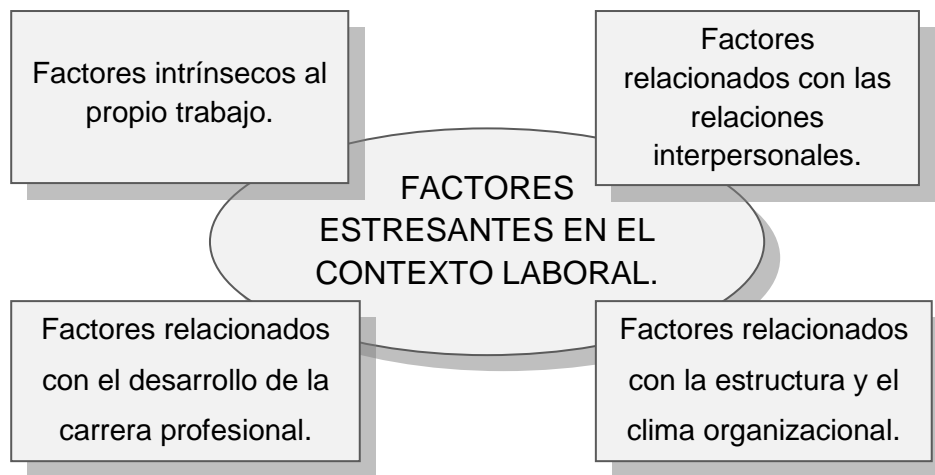 Factores intrínsecos al
propio trabajo.
Factores
relacionados con las
relaciones
interpersonales.
FACTORES
ESTRESANTES EN EL
CONTEXTO LABORAL.
Factores relacionados
con el desarrollo de la
carrera profesional.
Factores relacionados
con la estructura y el
clima organizacional.